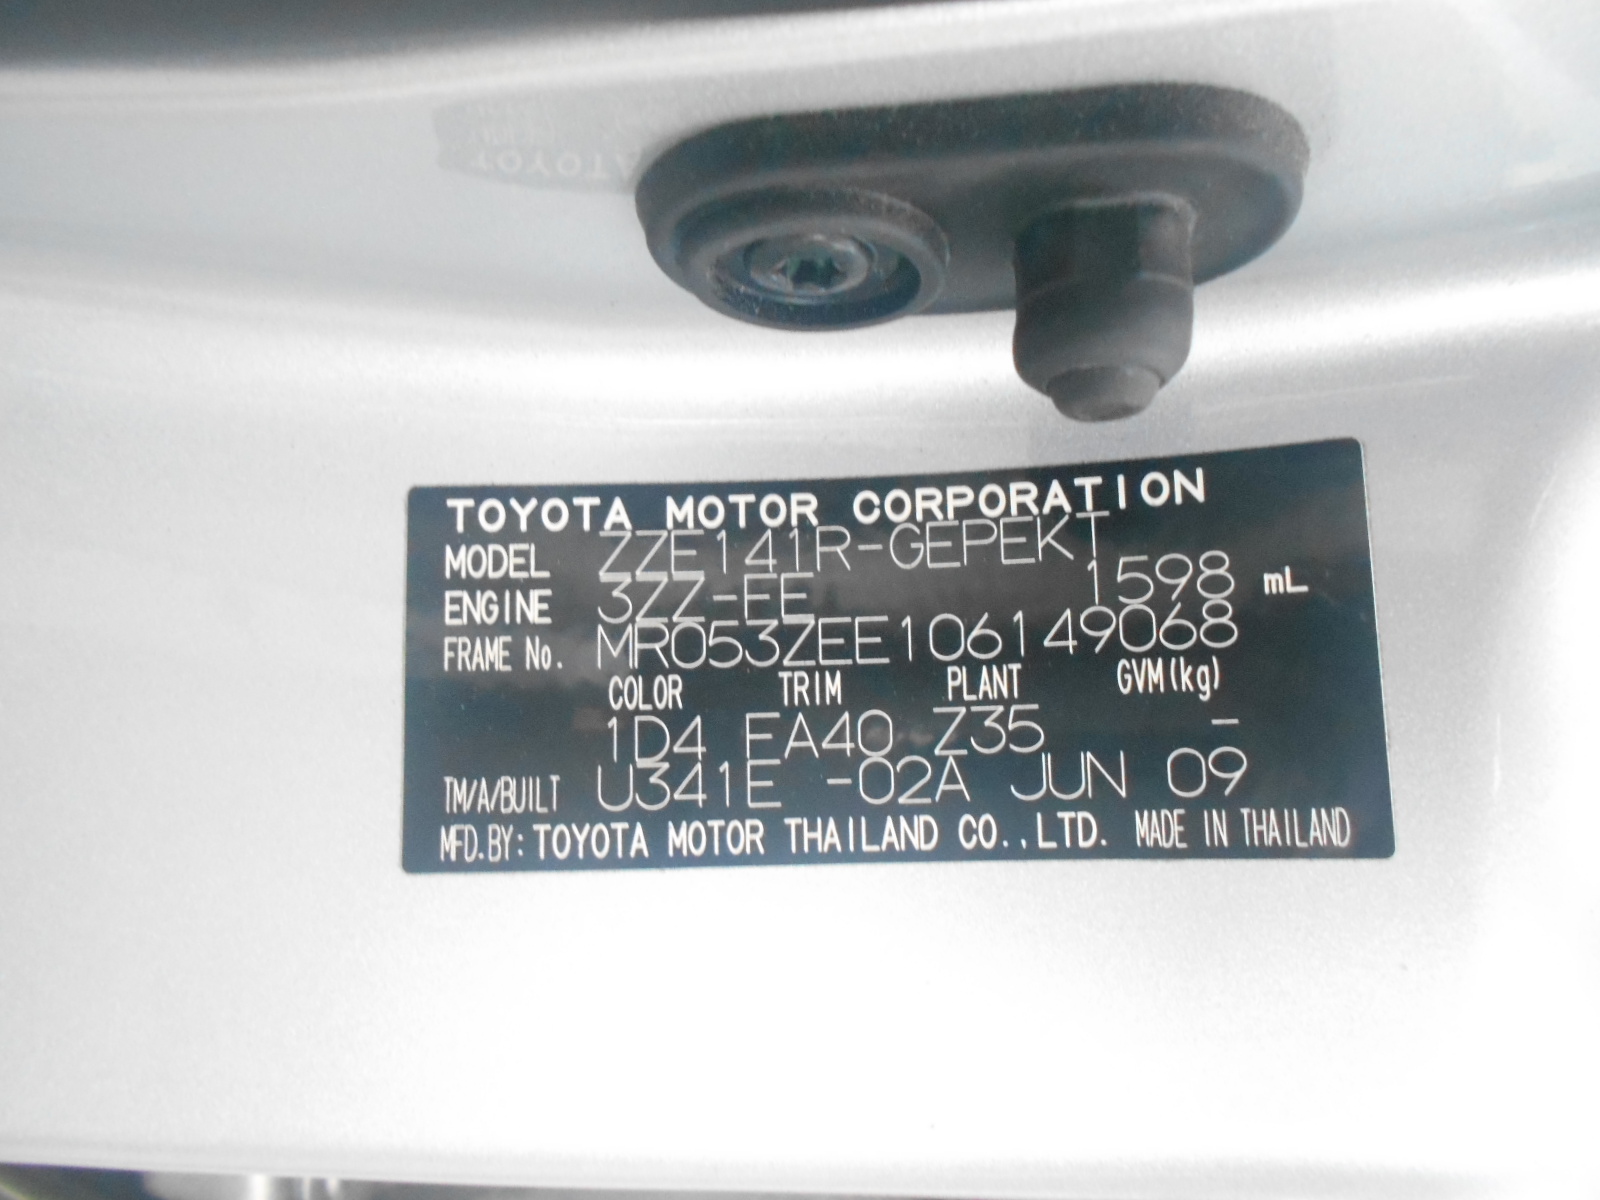 TOYOTA MOTOR CORPORATION
MODEL ZZE141R-GEPEKT
ENGINE 3ZZ-FE 1598 mL
FRAME No. MR053ZEE106149068
COLOR TRIM PLANT GVM(kg)
1D4 FA40 Z35 -
TM/A/BUILT U341E -02A JUN 09
MFD.BY: TOYOTA MOTOR THAILAND CO.,LTD. MADE IN THAILAND